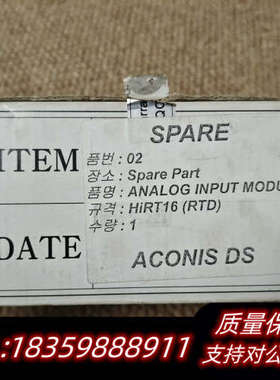 SPARE
ITEM
품번 : 02
장소 : Spare Part
품명 : ANALOG INPUT MODU
규격 : HiRT16 (RTD)
수량 : 1
DATE
ACONIS DS
质量保
:18359888911
支持对公